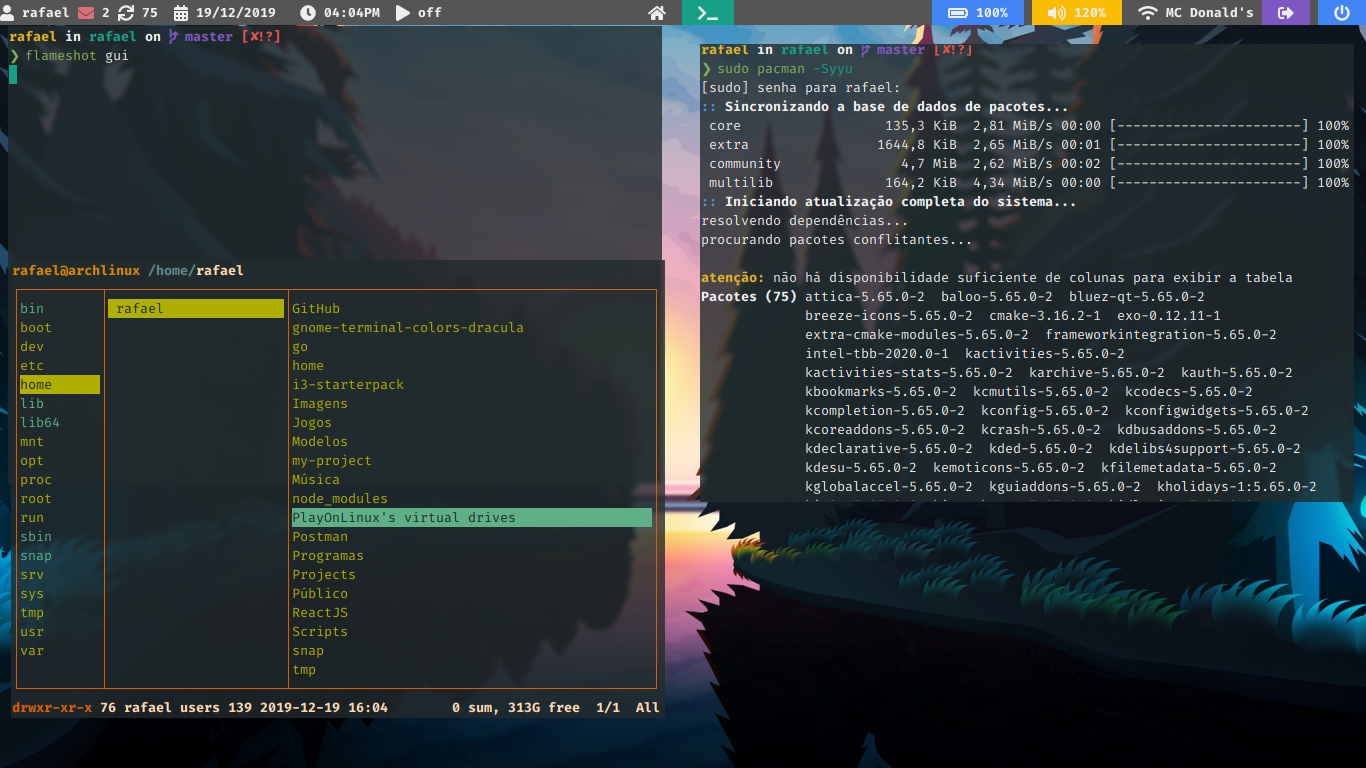 rafael 2 75 19/12/2019 04:04PM off 100% 120% MC Donald's
rafael in rafael on master [✘!?]
❯ flameshot gui
rafael@archlinux /home/rafael
bin
boot
dev
etc
home
lib
lib64
mnt
opt
proc
root
run
sbin
snap
srv
sys
tmp
usr
var
rafael
GitHub
gnome-terminal-colors-dracula
go
home
i3-starterpack
Imagens
Jogos
Modelos
my-project
Música
node_modules
PlayOnLinux's virtual drives
Postman
Programas
Projects
Público
ReactJS
Scripts
snap
tmp
drwxr-xr-x 76 rafael users 139 2019-12-19 16:04 0 sum, 313G free 1/1 All
rafael in rafael on master [✘!?]
❯ sudo pacman -Syyu
[sudo] senha para rafael:
:: Sincronizando a base de dados de pacotes...
core 135,3 KiB 2,81 MiB/s 00:00 [-----------------------] 100%
extra 1644,8 KiB 2,65 MiB/s 00:01 [-----------------------] 100%
community 4,7 MiB 2,62 MiB/s 00:02 [-----------------------] 100%
multilib 164,2 KiB 4,34 MiB/s 00:00 [-----------------------] 100%
:: Iniciando atualização completa do sistema...
resolvendo dependências...
procurando pacotes conflitantes...
atenção: não há disponibilidade suficiente de colunas para exibir a tabela
Pacotes (75) attica-5.65.0-2 baloo-5.65.0-2 bluez-qt-5.65.0-2
breeze-icons-5.65.0-2 cmake-3.16.2-1 exo-0.12.11-1
extra-cmake-modules-5.65.0-2 frameworkintegration-5.65.0-2
intel-tbb-2020.0-1 kactivities-5.65.0-2
kactivities-stats-5.65.0-2 karchive-5.65.0-2 kauth-5.65.0-2
kbookmarks-5.65.0-2 kcmutils-5.65.0-2 kcodecs-5.65.0-2
kcompletion-5.65.0-2 kconfig-5.65.0-2 kconfigwidgets-5.65.0-2
kcoreaddons-5.65.0-2 kcrash-5.65.0-2 kdbusaddons-5.65.0-2
kdeclarative-5.65.0-2 kded-5.65.0-2 kdelibs4support-5.65.0-2
kdesu-5.65.0-2 kemoticons-5.65.0-2 kfilemetadata-5.65.0-2
kglobalaccel-5.65.0-2 kguiaddons-5.65.0-2 kholidays-1:5.65.0-2